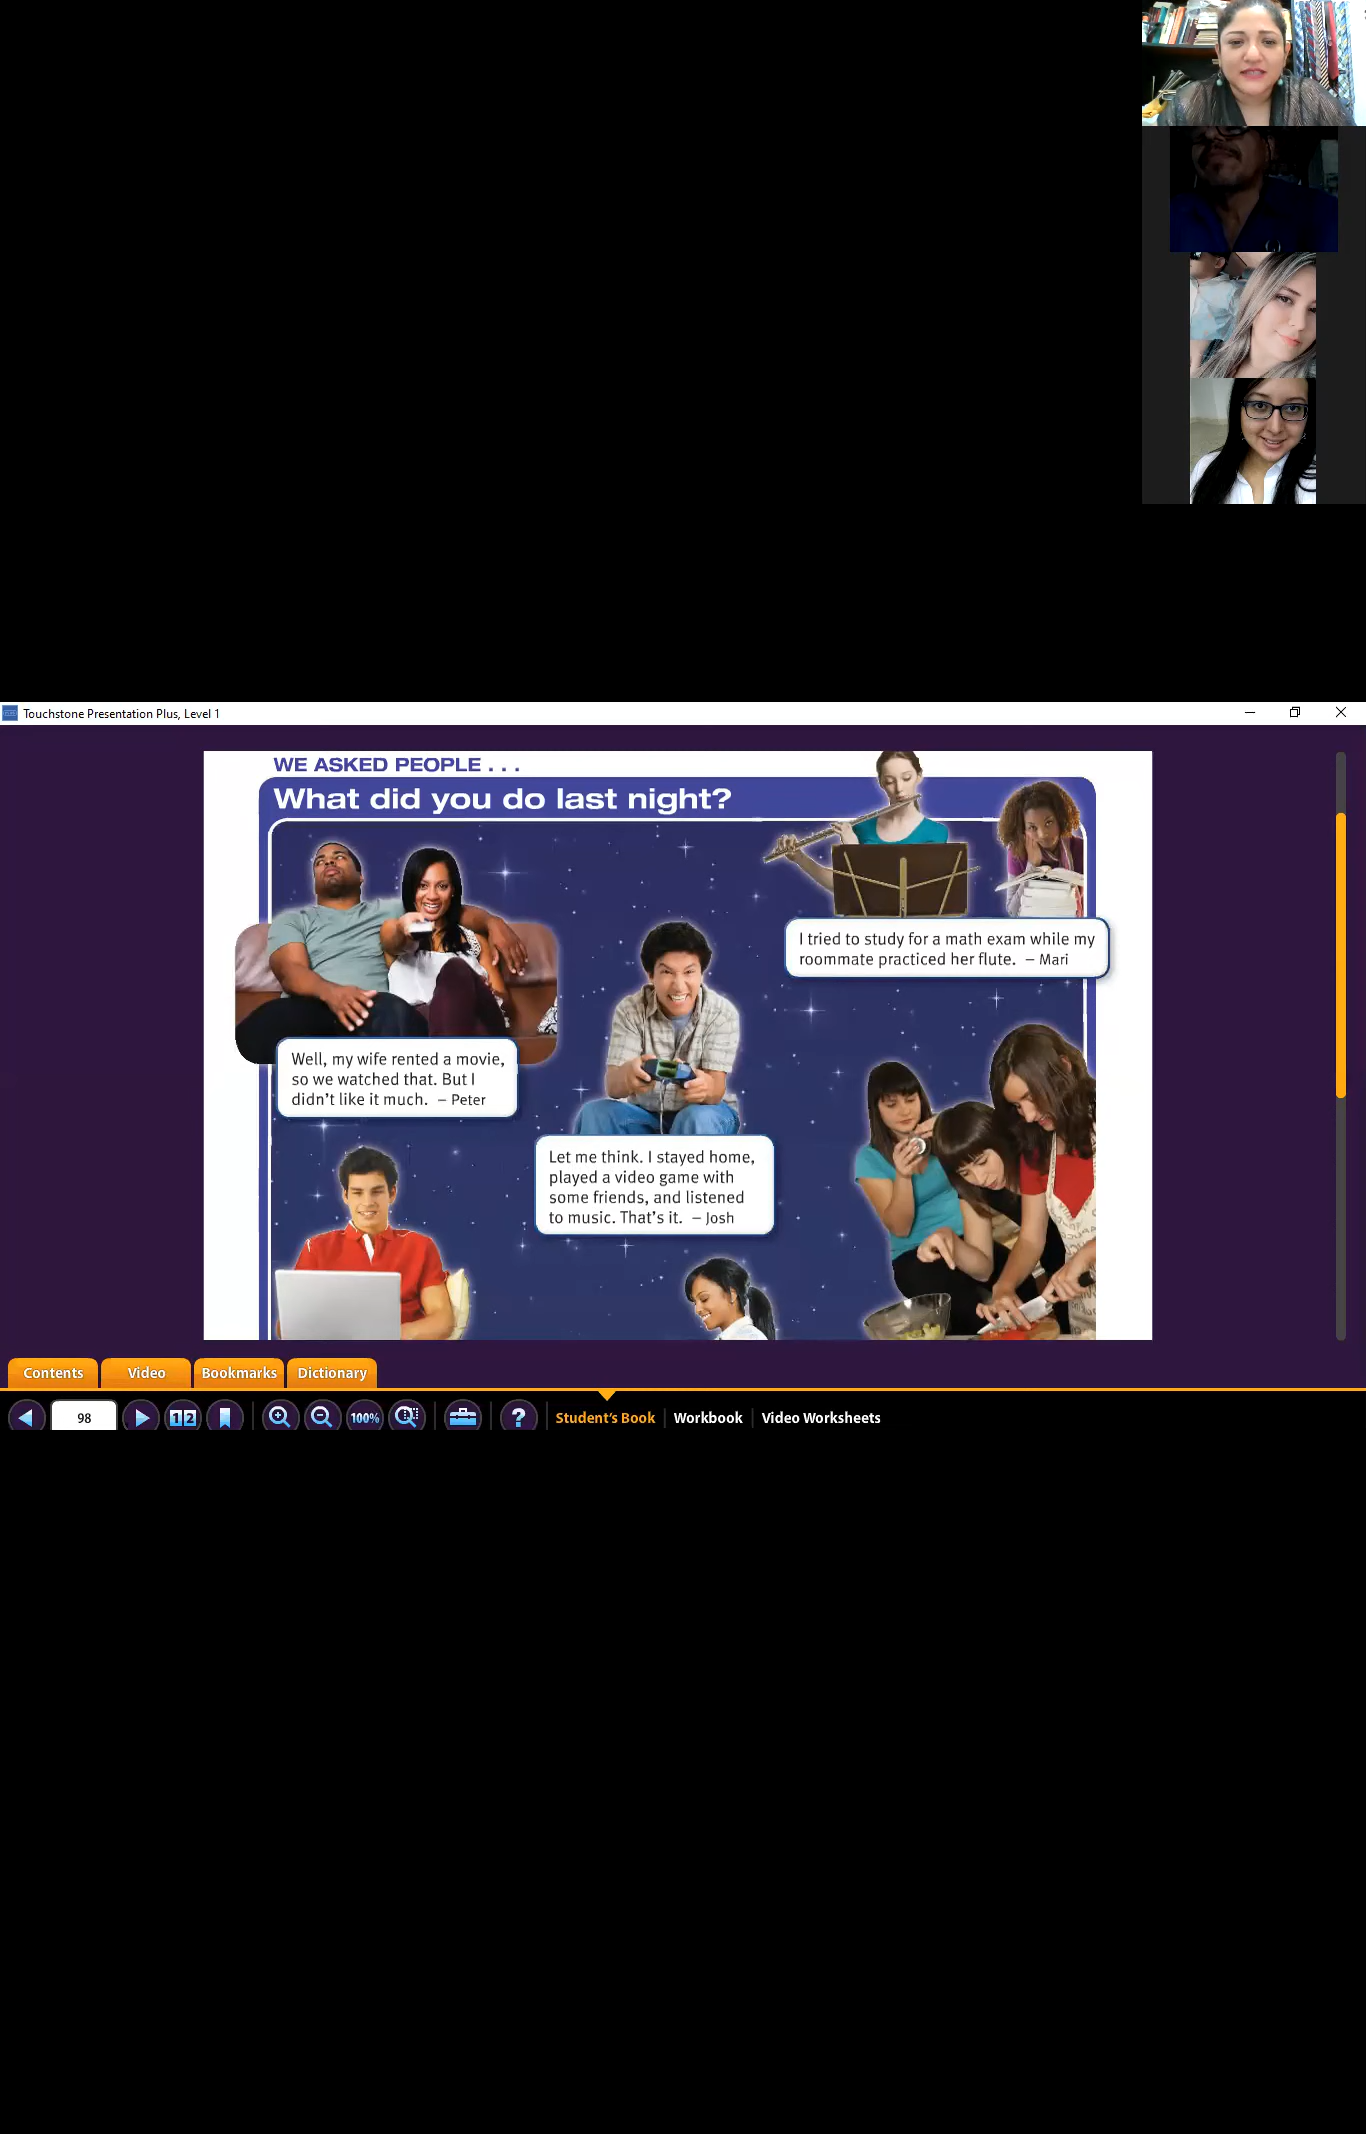 Touchstone Presentation Plus, Level 1
WE ASKED PEOPLE . . .
What did you do last night?
I tried to study for a math exam while my
roommate practiced her flute. – Mari
Well, my wife rented a movie,
so we watched that. But I
didn't like it much. – Peter
Let me think. I stayed home,
played a video game with
some friends, and listened
to music. That's it. – Josh
Contents
Video
Bookmarks
Dictionary
98
12
100%
?
Student's Book
Workbook
Video Worksheets